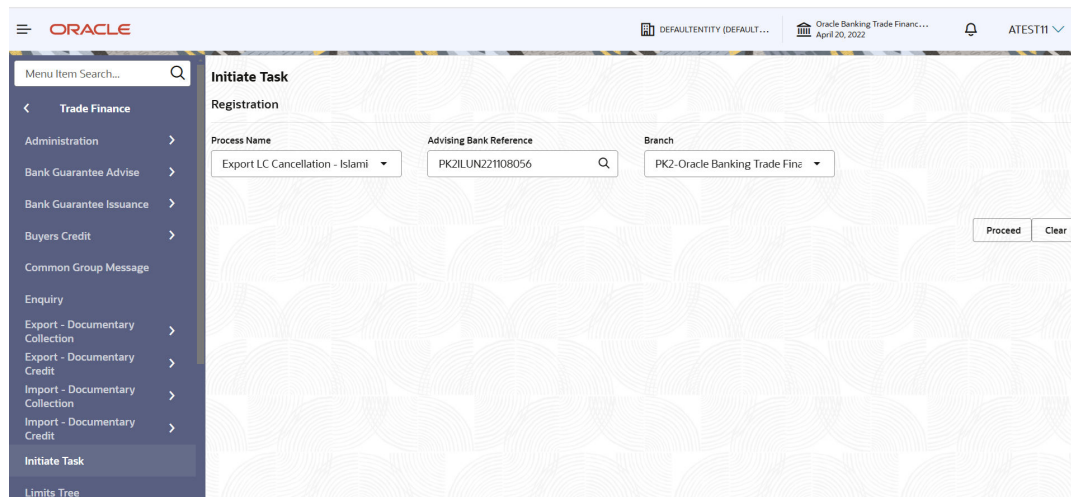 ORACLE
DEFAULTENTITY (DEFAULT...
Oracle Banking Trade Financ...
April 20, 2022
ATEST11
Menu Item Search...
Trade Finance
Administration
Bank Guarantee Advise
Bank Guarantee Issuance
Buyers Credit
Common Group Message
Enquiry
Export - Documentary
Collection
Export - Documentary
Credit
Import - Documentary
Collection
Import - Documentary
Credit
Initiate Task
Limits Tree
Initiate Task
Registration
Process Name
Advising Bank Reference
Branch
Export LC Cancellation - Islami
PK2ILUN221108056
PK2-Oracle Banking Trade Fina
Proceed
Clear